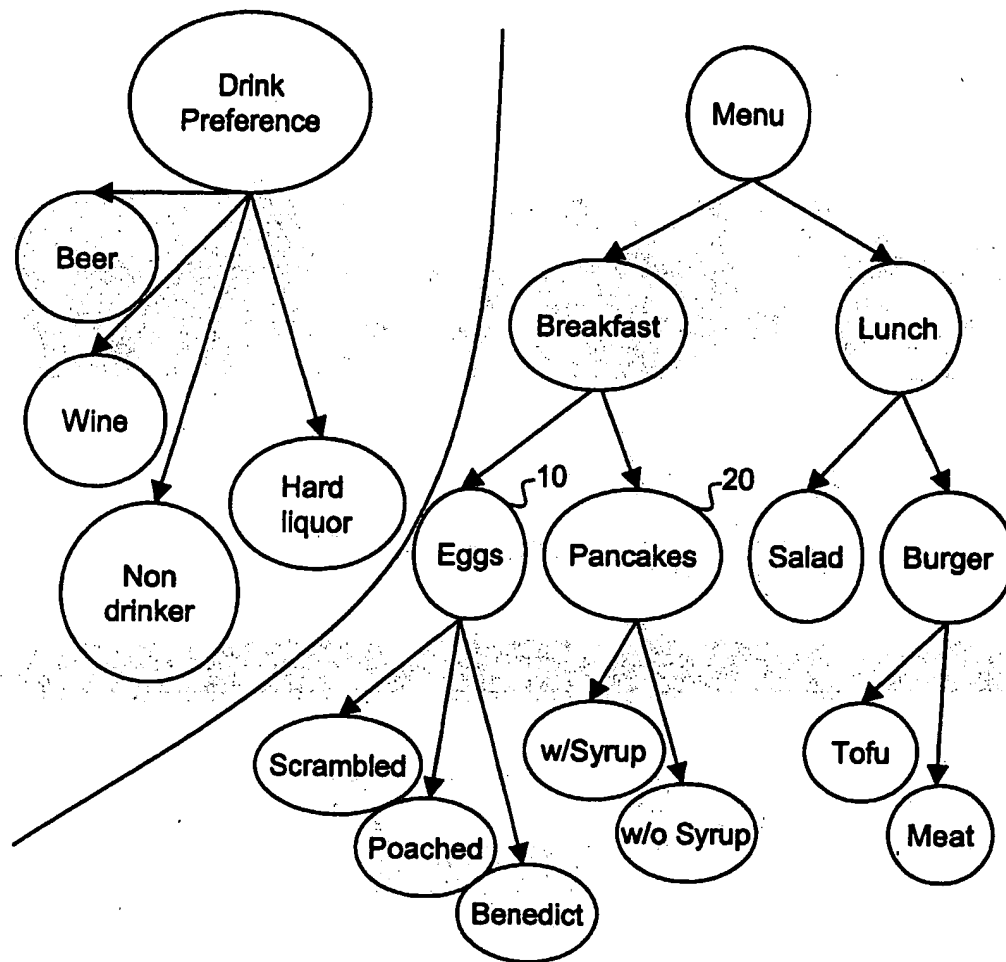 Drink
Preference
Beer
Wine
Non
drinker
Hard
liquor
Menu
Breakfast
Lunch
10
20
Eggs
Pancakes
Salad
Burger
Scrambled
Poached
Benedict
w/Syrup
w/o Syrup
Tofu
Meat